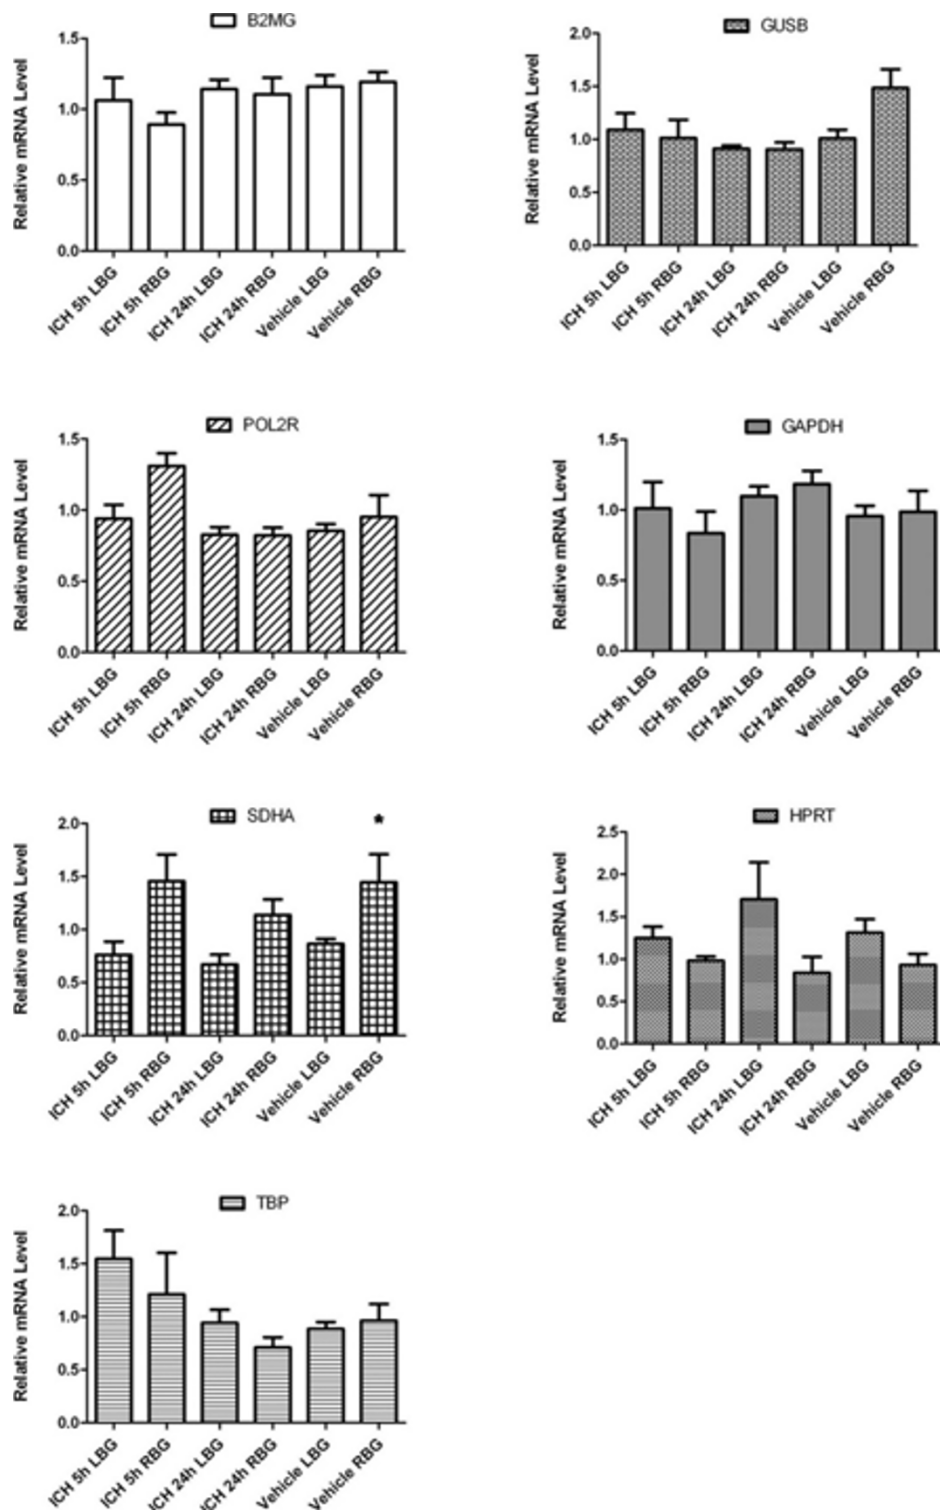 B2MG
Relative mRNA Level
1.5
1.0
0.5
0.0
ICH 5h LBG
ICH 5h RBG
ICH 24h LBG
ICH 24h RBG
Vehicle LBG
Vehicle RBG
GUSB
Relative mRNA Level
2.0
1.5
1.0
0.5
0.0
ICH 5h LBG
ICH 5h RBG
ICH 24h LBG
ICH 24h RBG
Vehicle LBG
Vehicle RBG
POL2R
Relative mRNA Level
1.5
1.0
0.5
0.0
ICH 5h LBG
ICH 5h RBG
ICH 24h LBG
ICH 24h RBG
Vehicle LBG
Vehicle RBG
GAPDH
Relative mRNA Level
1.5
1.0
0.5
0.0
ICH 5h LBG
ICH 5h RBG
ICH 24h LBG
ICH 24h RBG
Vehicle LBG
Vehicle RBG
SDHA
*
Relative mRNA Level
2.0
1.5
1.0
0.5
0.0
ICH 5h LBG
ICH 5h RBG
ICH 24h LBG
ICH 24h RBG
Vehicle LBG
Vehicle RBG
HPRT
Relative mRNA Level
2.5
2.0
1.5
1.0
0.5
0.0
ICH 5h LBG
ICH 5h RBG
ICH 24h LBG
ICH 24h RBG
Vehicle LBG
Vehicle RBG
TBP
Relative mRNA Level
2.0
1.5
1.0
0.5
0.0
ICH 5h LBG
ICH 5h RBG
ICH 24h LBG
ICH 24h RBG
Vehicle LBG
Vehicle RBG